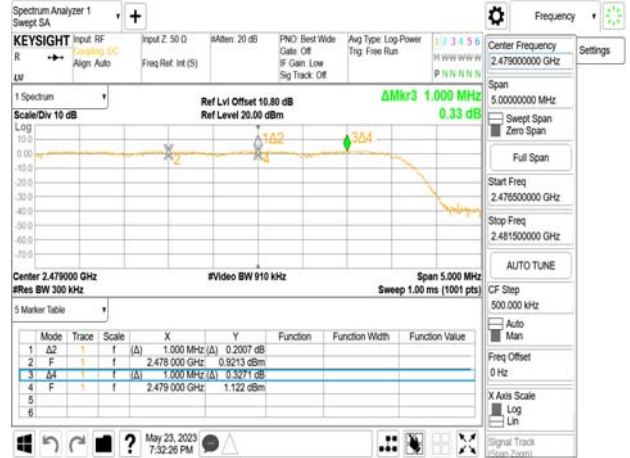 Spectrum Analyzer 1
Swept SA
+
Frequency
Settings
KEYSIGHT
R
Input: RF
Coupling: DC
Align: Auto
Input Z: 50 Ω
Freq Ref: Int (S)
#Atten: 20 dB
PNO: Best Wide
Gate: Off
IF Gain: Low
Sig Track: Off
Avg Type: Log-Power
Trig: Free Run
1 2 3 4 5 6
M W W W W W
P N N N N N
1 Spectrum
Scale/Div 10 dB
Ref Lvl Offset 10.80 dB
Ref Level 20.00 dBm
ΔMkr3 1.000 MHz
0.33 dB
Log
10.0
0.00
-10.0
-20.0
-30.0
-40.0
-50.0
-60.0
-70.0
2
1Δ2
4
3Δ4
Center 2.479000 GHz
#Res BW 300 kHz
#Video BW 910 kHz
Span 5.000 MHz
Sweep 1.00 ms (1001 pts)
5 Marker Table
Mode Trace Scale X Y Function Function Width Function Value
1 Δ2 1 f (Δ) 1.000 MHz (Δ) 0.2007 dB
2 F 1 f 2.478 000 GHz 0.9213 dBm
3 Δ4 1 f (Δ) 1.000 MHz (Δ) 0.3271 dB
4 F 1 f 2.479 000 GHz 1.122 dBm
5
6
?
May 23, 2023
7:32:26 PM
Center Frequency
2.479000000 GHz
Span
5.00000000 MHz
Swept Span
Zero Span
Full Span
Start Freq
2.476500000 GHz
Stop Freq
2.481500000 GHz
AUTO TUNE
CF Step
500.000 kHz
Auto
Man
Freq Offset
0 Hz
X Axis Scale
Log
Lin
Signal Track
(Span Zoom)